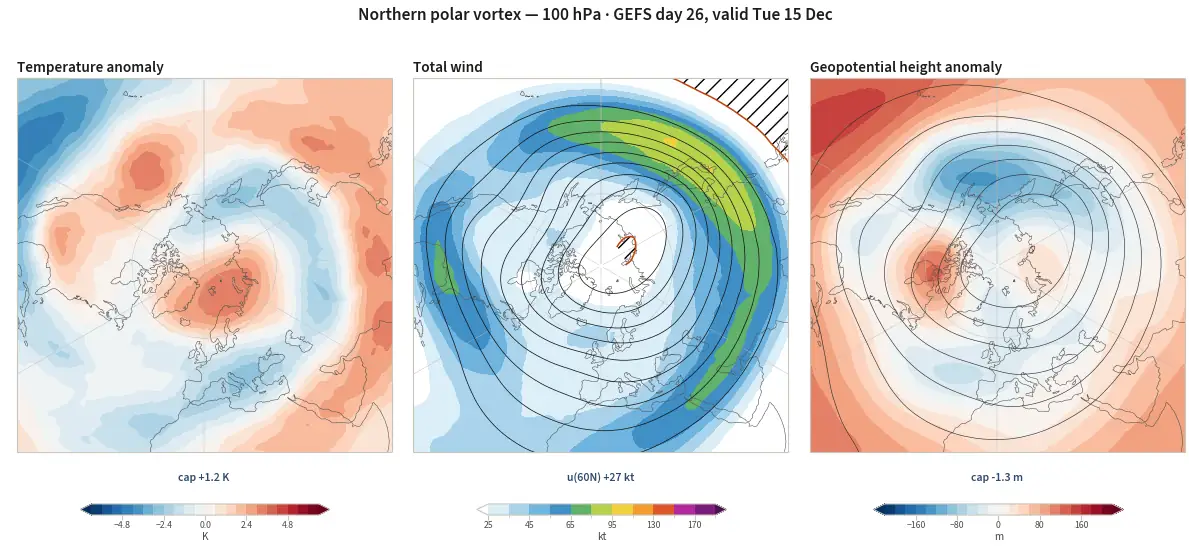 Northern polar vortex — 100 hPa · GEFS day 26, valid Tue 15 Dec
Temperature anomaly
Total wind
Geopotential height anomaly
cap +1.2 K
u(60N) +27 kt
cap -1.3 m
−4.8 −2.4 0.0 2.4 4.8
K
25 45 65 95 130 170
kt
−160 −80 0 80 160
m